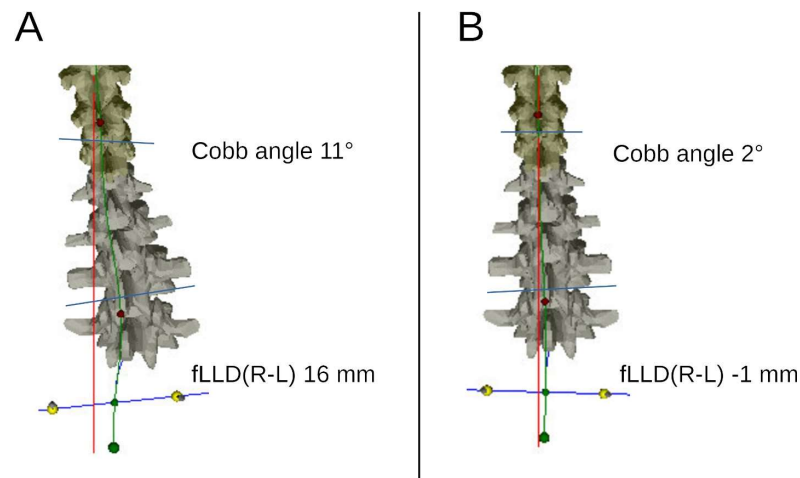 A
Cobb angle 11°
fLLD(R-L) 16 mm
B
Cobb angle 2°
fLLD(R-L) -1 mm